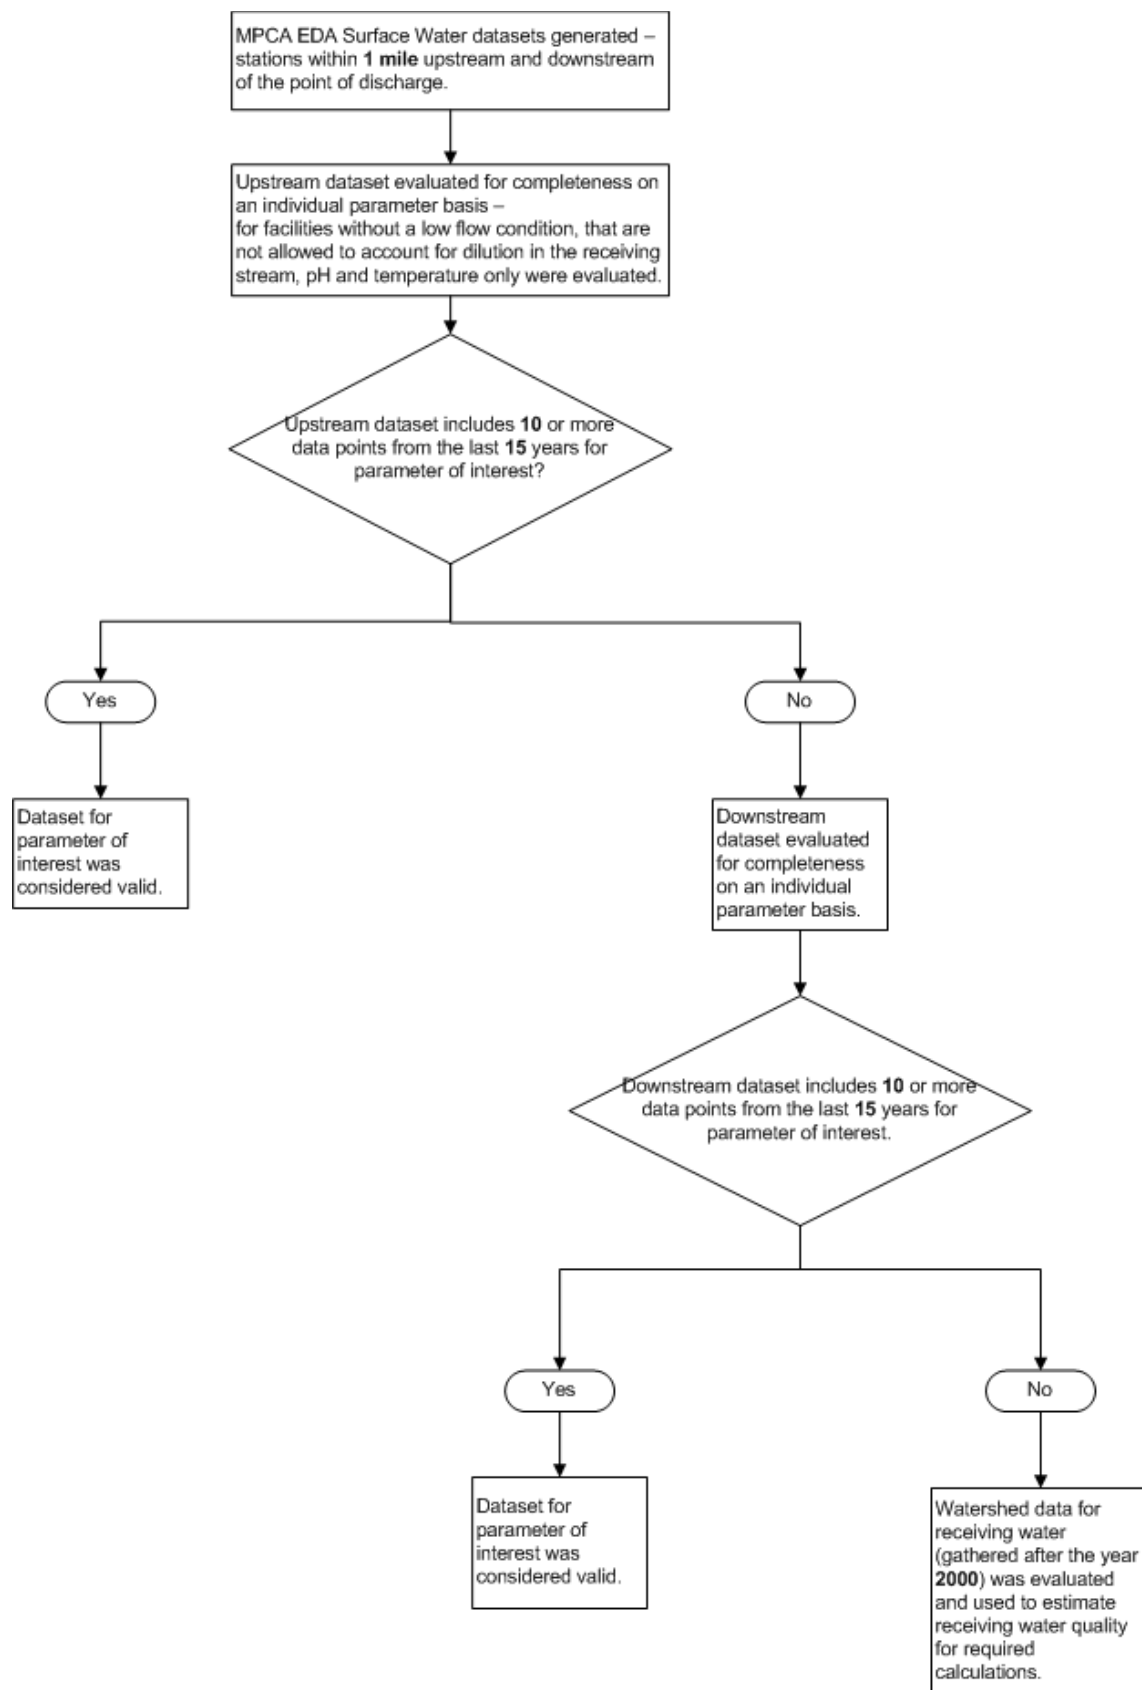 MPCA EDA Surface Water datasets generated –
stations within 1 mile upstream and downstream
of the point of discharge.
Upstream dataset evaluated for completeness on
an individual parameter basis –
for facilities without a low flow condition, that are
not allowed to account for dilution in the receiving
stream, pH and temperature only were evaluated.
Upstream dataset includes 10 or more
data points from the last 15 years for
parameter of interest?
Yes
No
Dataset for
parameter of
interest was
considered valid.
Downstream
dataset evaluated
for completeness
on an individual
parameter basis.
Downstream dataset includes 10 or more
data points from the last 15 years for
parameter of interest.
Yes
No
Dataset for
parameter of
interest was
considered valid.
Watershed data for
receiving water
(gathered after the year
2000) was evaluated
and used to estimate
receiving water quality
for required
calculations.